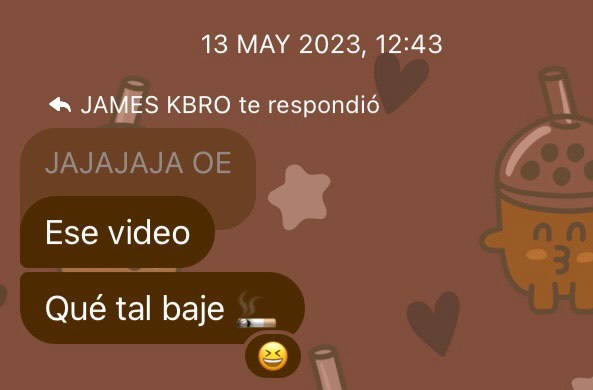 13 MAY 2023, 12:43
JAMES KBRO te respondió
JAJAJAJA OE
Ese video
Qué tal baje 🚬